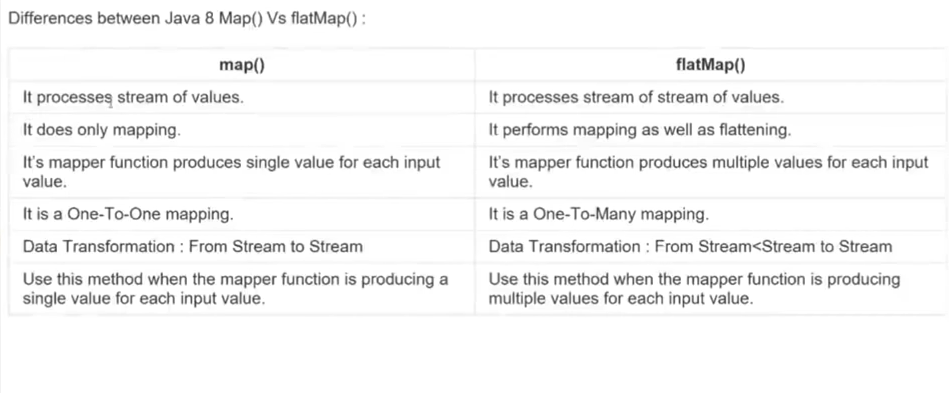 Differences between Java 8 Map() Vs flatMap() :
map()
flatMap()
It processes stream of values.
It processes stream of stream of values.
It does only mapping.
It performs mapping as well as flattening.
It's mapper function produces single value for each input
value.
It's mapper function produces multiple values for each input
value.
It is a One-To-One mapping.
It is a One-To-Many mapping.
Data Transformation : From Stream to Stream
Data Transformation : From Stream<Stream to Stream
Use this method when the mapper function is producing a
single value for each input value.
Use this method when the mapper function is producing
multiple values for each input value.